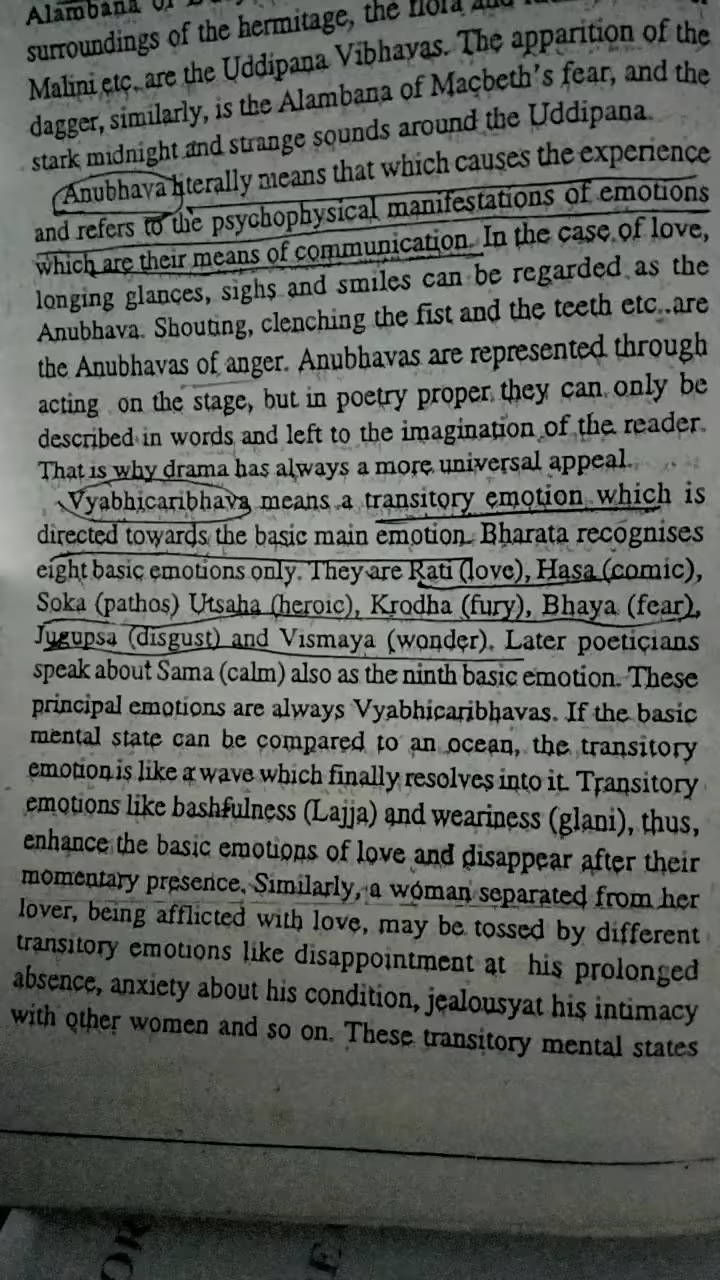 Alambana of
surroundings of the hermitage, the flora and
Malini etc. are the Uddipana Vibhavas. The apparition of the
dagger, similarly, is the Alambana of Macbeth's fear, and the
stark midnight and strange sounds around the Uddipana.
Anubhava literally means that which causes the experience
and refers to the psychophysical manifestations of emotions
which are their means of communication. In the case of love,
longing glances, sighs and smiles can be regarded as the
Anubhava. Shouting, clenching the fist and the teeth etc..are
the Anubhavas of anger. Anubhavas are represented through
acting on the stage, but in poetry proper they can only be
described in words and left to the imagination of the reader.
That is why drama has always a more universal appeal.
Vyabhicaribhava means a transitory emotion which is
directed towards the basic main emotion. Bharata recognises
eight basic emotions only. They are Rati (love), Hasa (comic),
Soka (pathos) Utsaha (heroic), Krodha (fury), Bhaya (fear),
Jugupsa (disgust) and Vismaya (wonder). Later poeticians
speak about Sama (calm) also as the ninth basic emotion. These
principal emotions are always Vyabhicaribhavas. If the basic
mental state can be compared to an ocean, the transitory
emotion is like a wave which finally resolves into it. Transitory
emotions like bashfulness (Lajja) and weariness (glani), thus,
enhance the basic emotions of love and disappear after their
momentary presence. Similarly, a woman separated from her
lover, being afflicted with love, may be tossed by different
transitory emotions like disappointment at his prolonged
absence, anxiety about his condition, jealousyat his intimacy
with other women and so on. These transitory mental states
OR
E